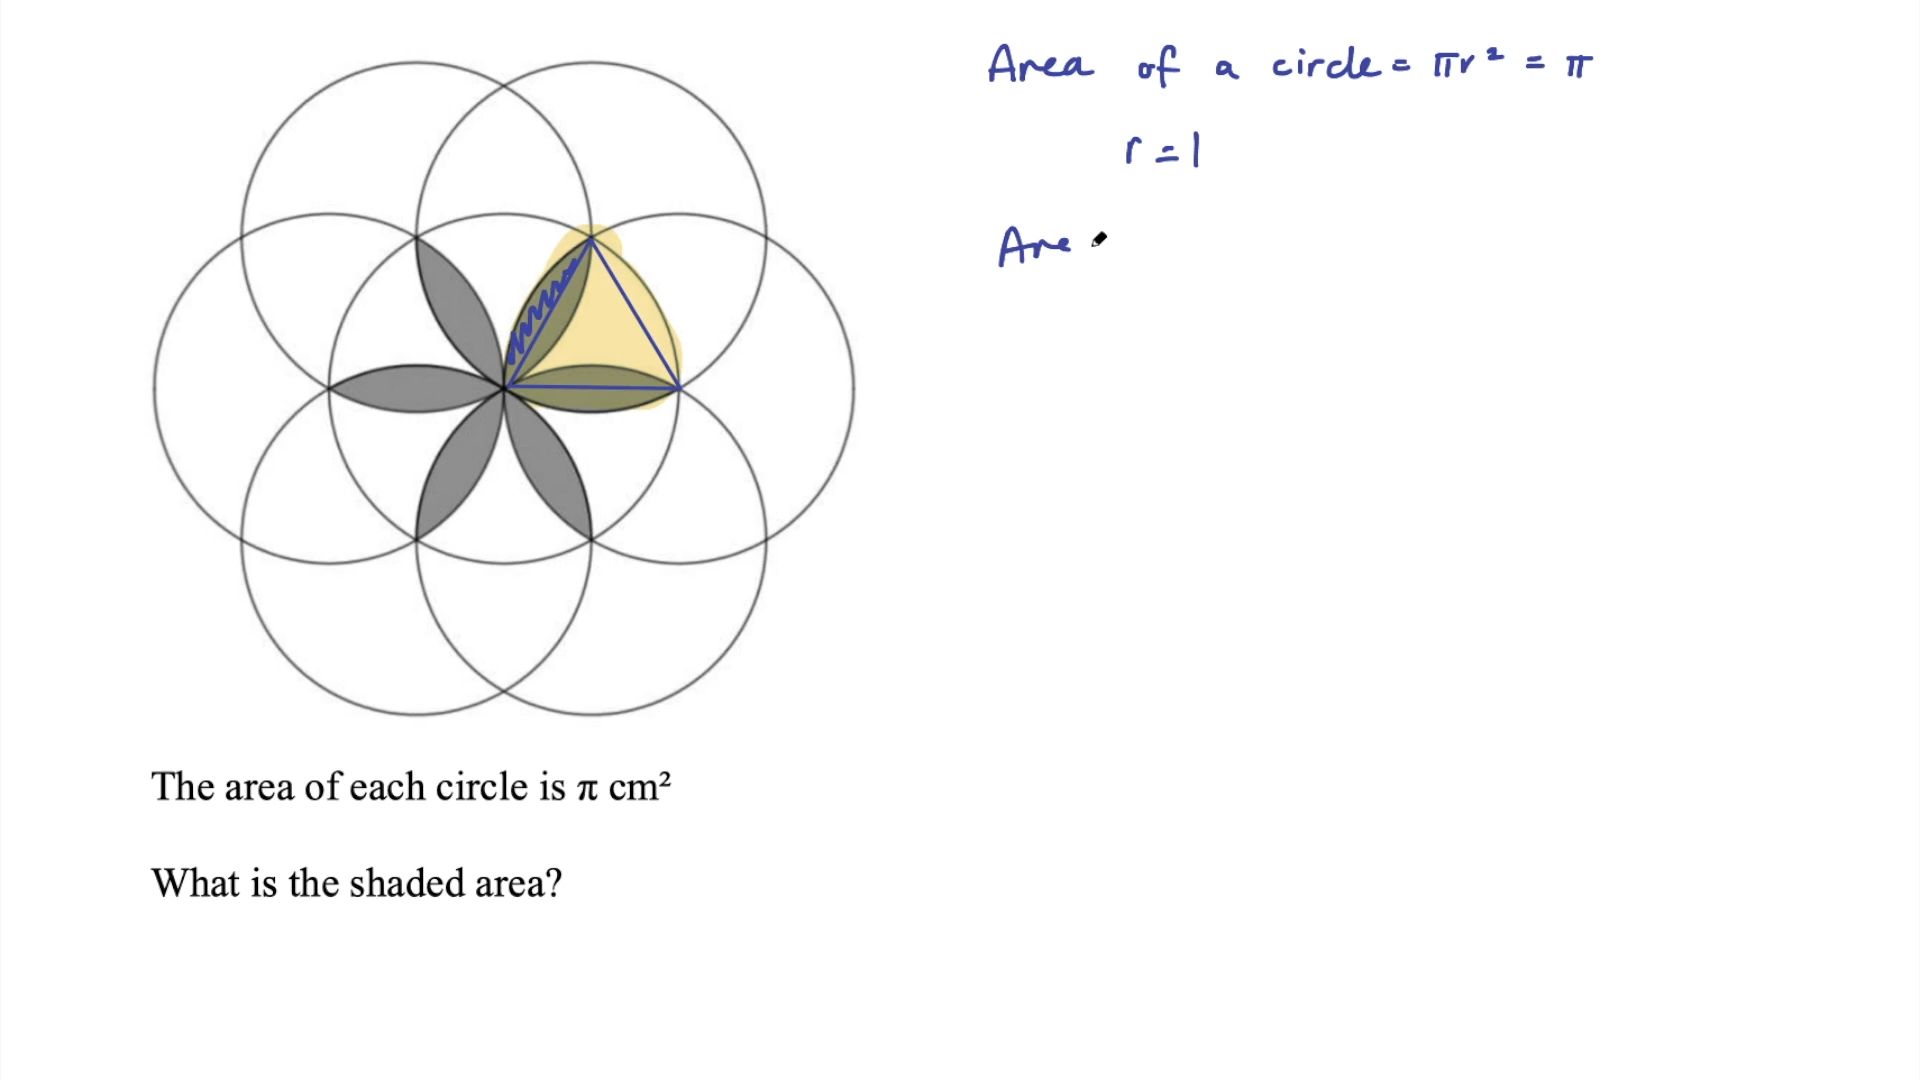 Area of a circle = πr² = π
r = 1
Are
The area of each circle is π cm²
What is the shaded area?